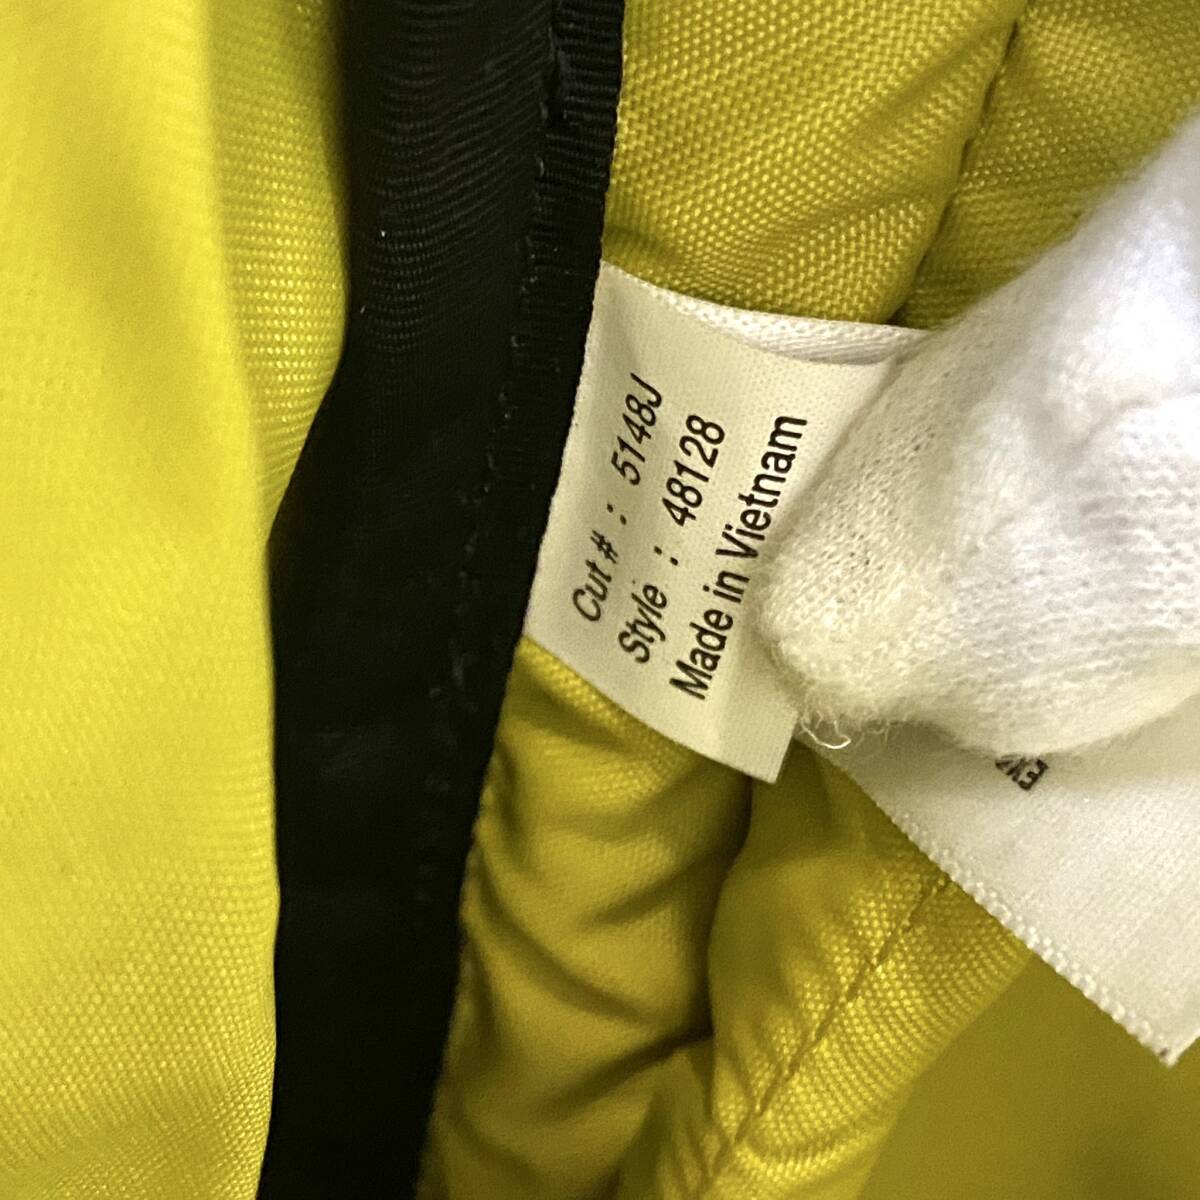 Cut # : 5148J
Style : 48128
Made in Vietnam